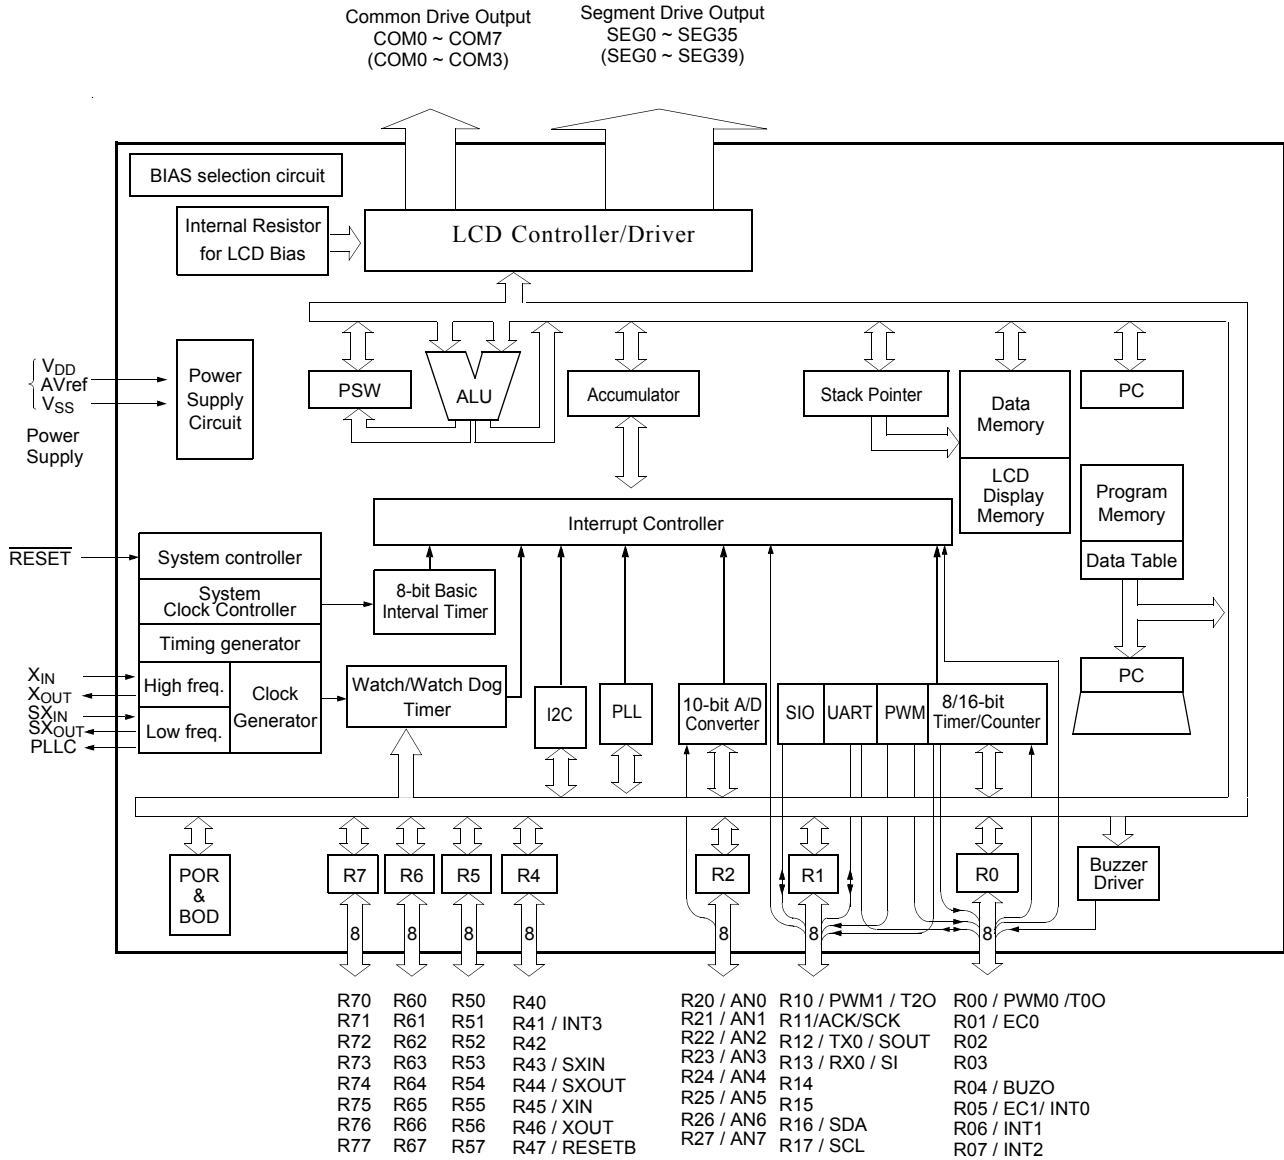 Common Drive Output
COM0 ~ COM7
(COM0 ~ COM3)
Segment Drive Output
SEG0 ~ SEG35
(SEG0 ~ SEG39)
BIAS selection circuit
Internal Resistor
for LCD Bias
LCD Controller/Driver
VDD
AVref
VSS
Power
Supply
Power
Supply
Circuit
PSW
ALU
Accumulator
Stack Pointer
Data
Memory
LCD
Display
Memory
PC
Program
Memory
Data Table
PC
Interrupt Controller
RESET
System controller
System
Clock Controller
Timing generator
High freq.
Low freq.
Clock
Generator
XIN
XOUT
SXIN
SXOUT
PLLC
8-bit Basic
Interval Timer
Watch/Watch Dog
Timer
I2C
PLL
10-bit A/D
Converter
SIO
UART
PWM
8/16-bit
Timer/Counter
POR
&
BOD
R7
R6
R5
R4
R2
R1
R0
Buzzer
Driver
8
8
8
8
8
8
8
R70
R71
R72
R73
R74
R75
R76
R77
R60
R61
R62
R63
R64
R65
R66
R67
R50
R51
R52
R53
R54
R55
R56
R57
R40
R41 / INT3
R42
R43 / SXIN
R44 / SXOUT
R45 / XIN
R46 / XOUT
R47 / RESETB
R20 / AN0
R21 / AN1
R22 / AN2
R23 / AN3
R24 / AN4
R25 / AN5
R26 / AN6
R27 / AN7
R10 / PWM1 / T2O
R11/ACK/SCK
R12 / TX0 / SOUT
R13 / RX0 / SI
R14
R15
R16 / SDA
R17 / SCL
R00 / PWM0 /T0O
R01 / EC0
R02
R03
R04 / BUZO
R05 / EC1/ INT0
R06 / INT1
R07 / INT2